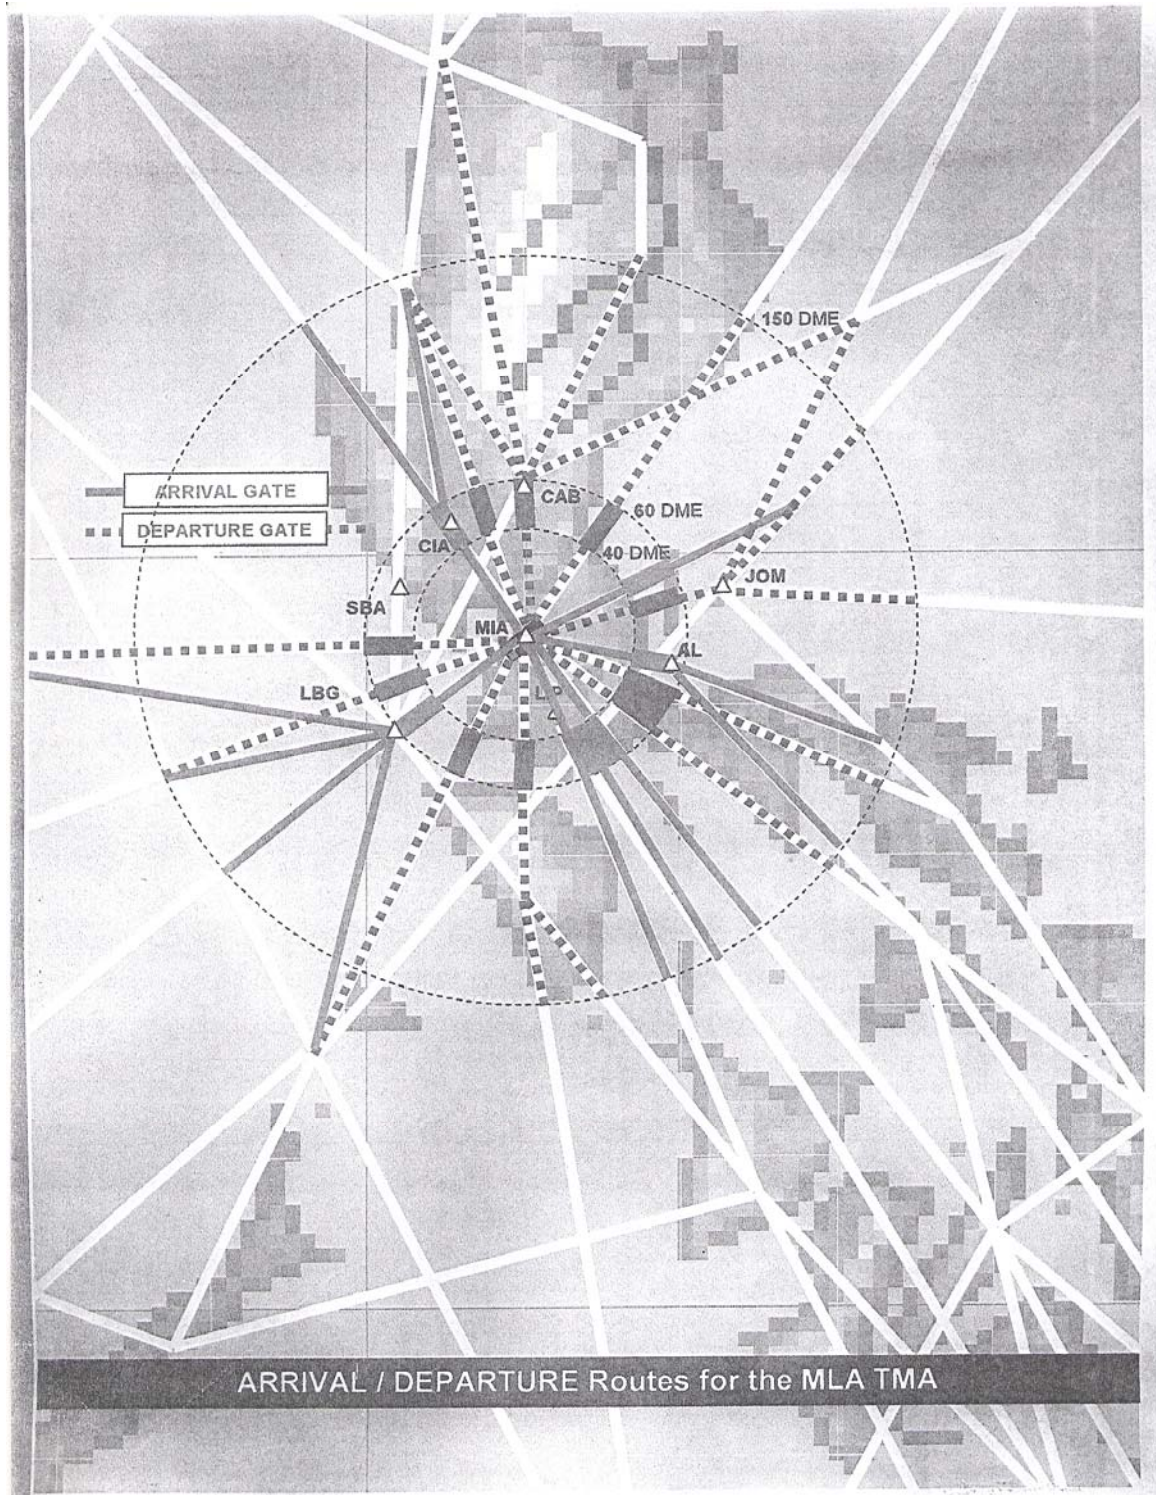 150 DME
ARRIVAL GATE
CAB
60 DME
DEPARTURE GATE
CIA
40 DME
JOM
SBA
MIA
AL
LBG
ARRIVAL / DEPARTURE Routes for the MLA TMA